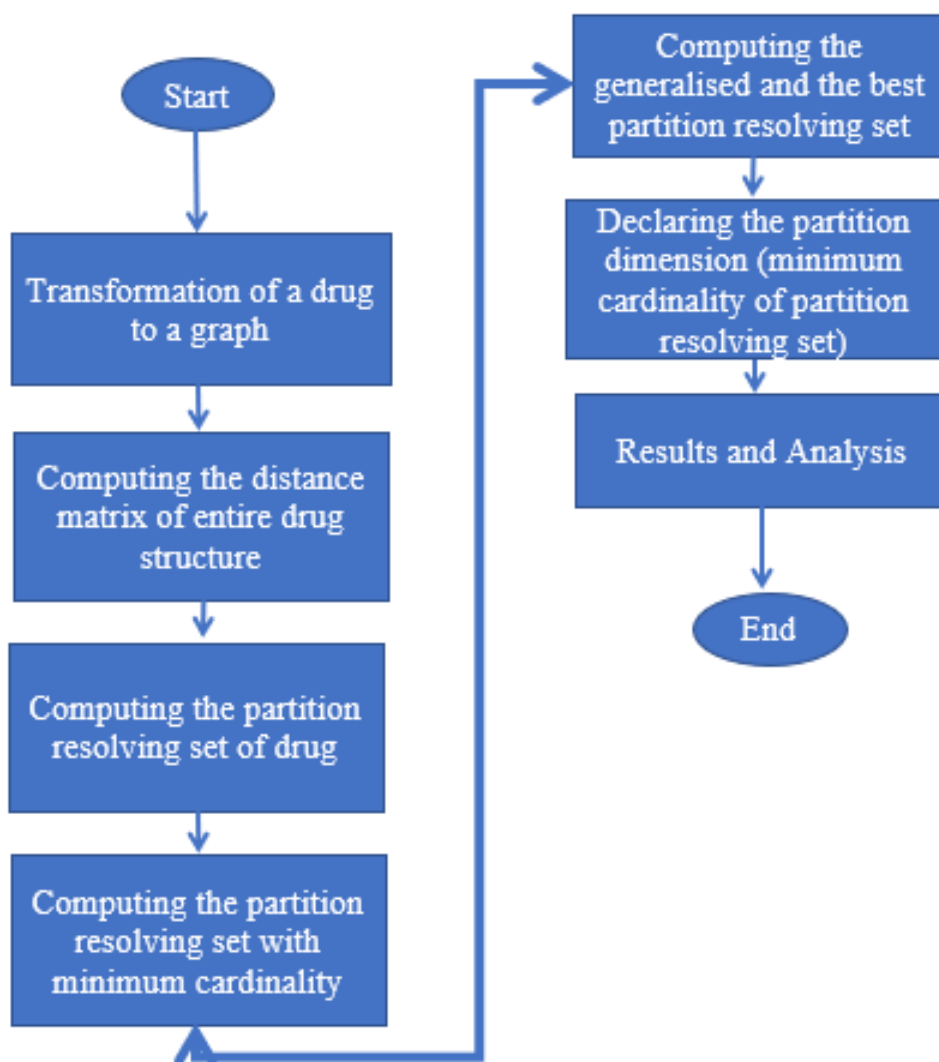 Start
Transformation of a drug
to a graph
Computing the distance
matrix of entire drug
structure
Computing the partition
resolving set of drug
Computing the partition
resolving set with
minimum cardinality
Computing the
generalised and the best
partition resolving set
Declaring the partition
dimension (minimum
cardinality of partition
resolving set)
Results and Analysis
End